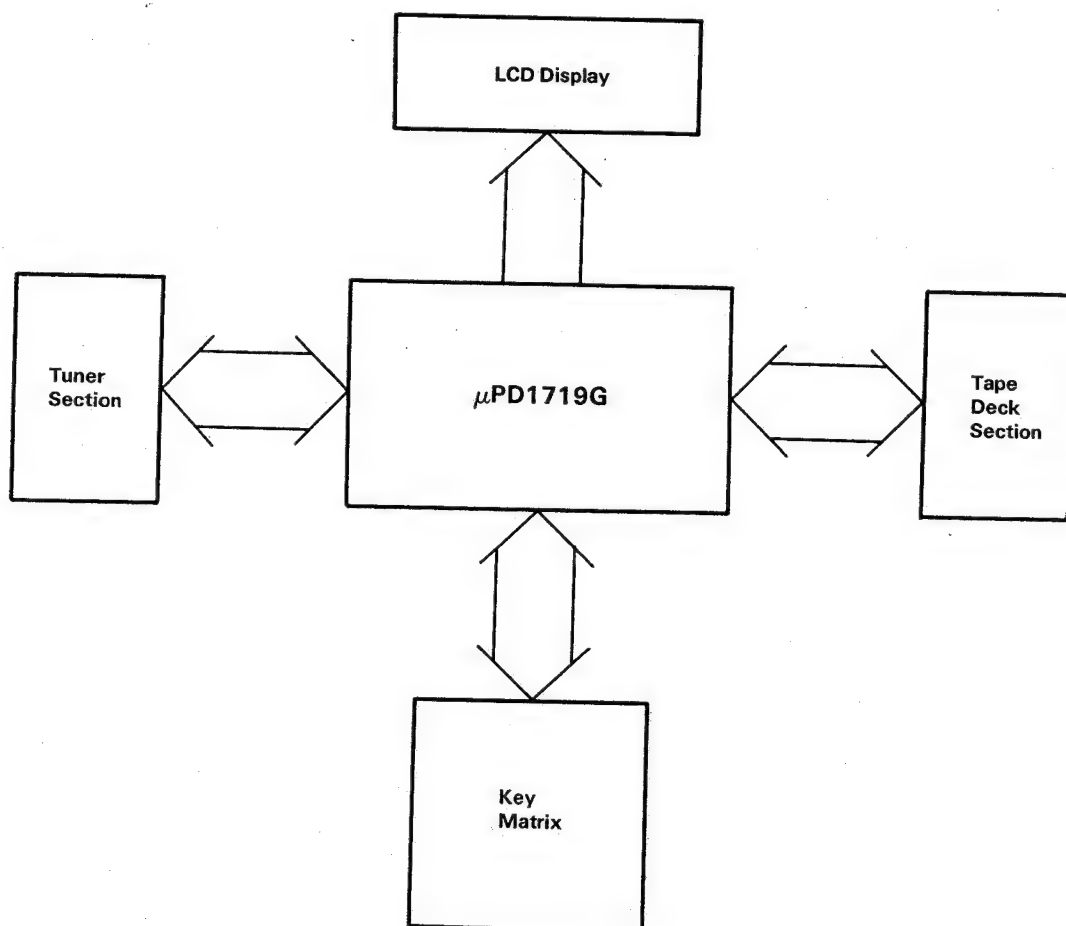 LCD Display
Tuner
Section
μPD1719G
Tape
Deck
Section
Key
Matrix